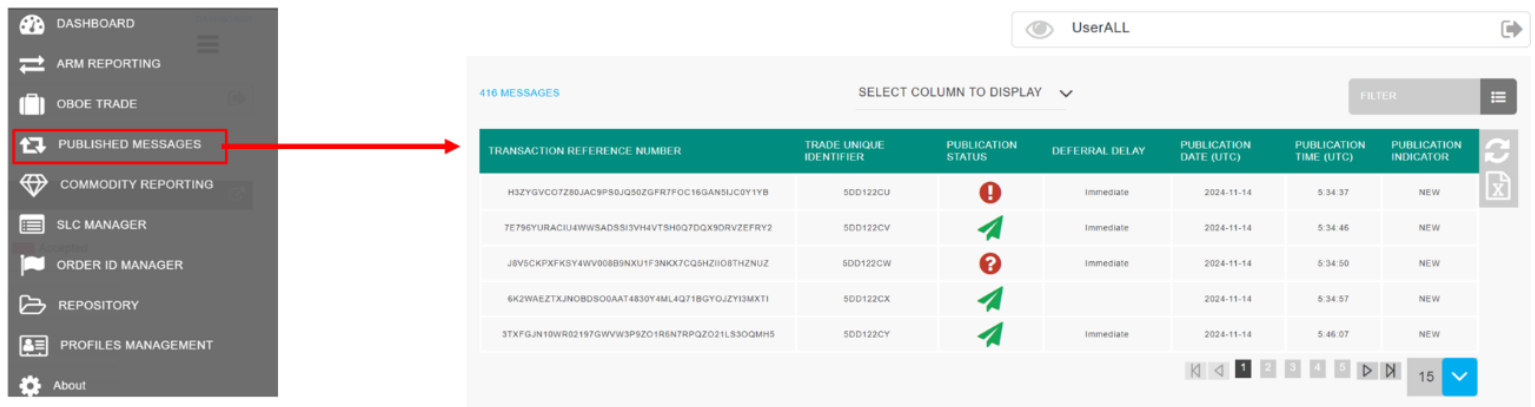 DASHBOARD
ARM REPORTING
OBOE TRADE
PUBLISHED MESSAGES
COMMODITY REPORTING
SLC MANAGER
Accepted
ORDER ID MANAGER
REPOSITORY
PROFILES MANAGEMENT
About
UserALL
416 MESSAGES
SELECT COLUMN TO DISPLAY
FILTER
TRANSACTION REFERENCE NUMBER
TRADE UNIQUE IDENTIFIER
PUBLICATION STATUS
DEFERRAL DELAY
PUBLICATION DATE (UTC)
PUBLICATION TIME (UTC)
PUBLICATION INDICATOR
H3ZYGVCO7Z80JAC9PS0JQ50ZGFR7FOC16GAN5IJC0Y1YB 5DD122CU Immediate 2024-11-14 5:34:37 NEW
7E796YURACIU4WWSADSSI3VH4VTSH0Q7DQX9DRVZEFRY2 5DD122CV Immediate 2024-11-14 5:34:46 NEW
J8V5CKPXFKSY4WV008B9NXU1F3NKX7CQ5HZIIO8THZNUZ 5DD122CW Immediate 2024-11-14 5:34:50 NEW
6K2WAEZTXJNOBDSO0AAT4830Y4ML4Q71BGYOJZYI3MXTI 5DD122CX 2024-11-14 5:34:57 NEW
3TXFGJN10WR02197GWVW3P9ZO1R6N7RPQZO21LS3OQMH5 5DD122CY Immediate 2024-11-14 5:46:07 NEW
1 2 3 4 5 15